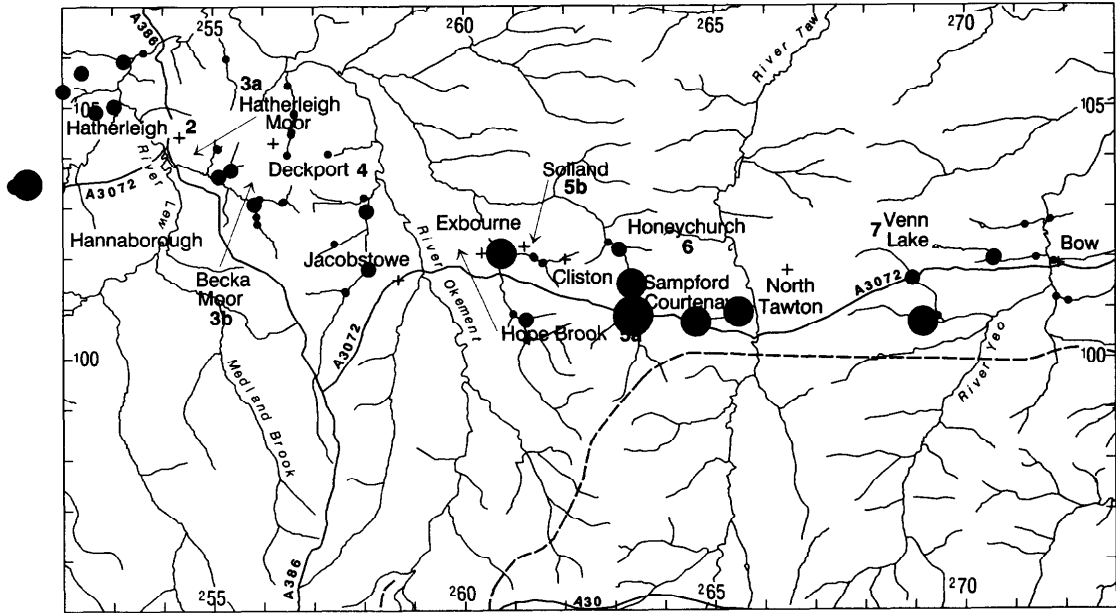 A386
255
260
265
270
River Taw
3a
105
Hatherleigh
Moor
105
Hatherleigh
2
Deckport 4
Solland
5b
A3072
River Lew
Exbourne
Honeychurch
6
7 Venn
Lake
Hannaborough
River Okement
Bow
Jacobstowe
Cliston
Becka
Moor
3b
Sampford
Courtenay
North
Tawton
A3072
Hope Brook
5a
A3072
100
100
Medland Brook
River Yeo
A386
255
260
A30
265
270